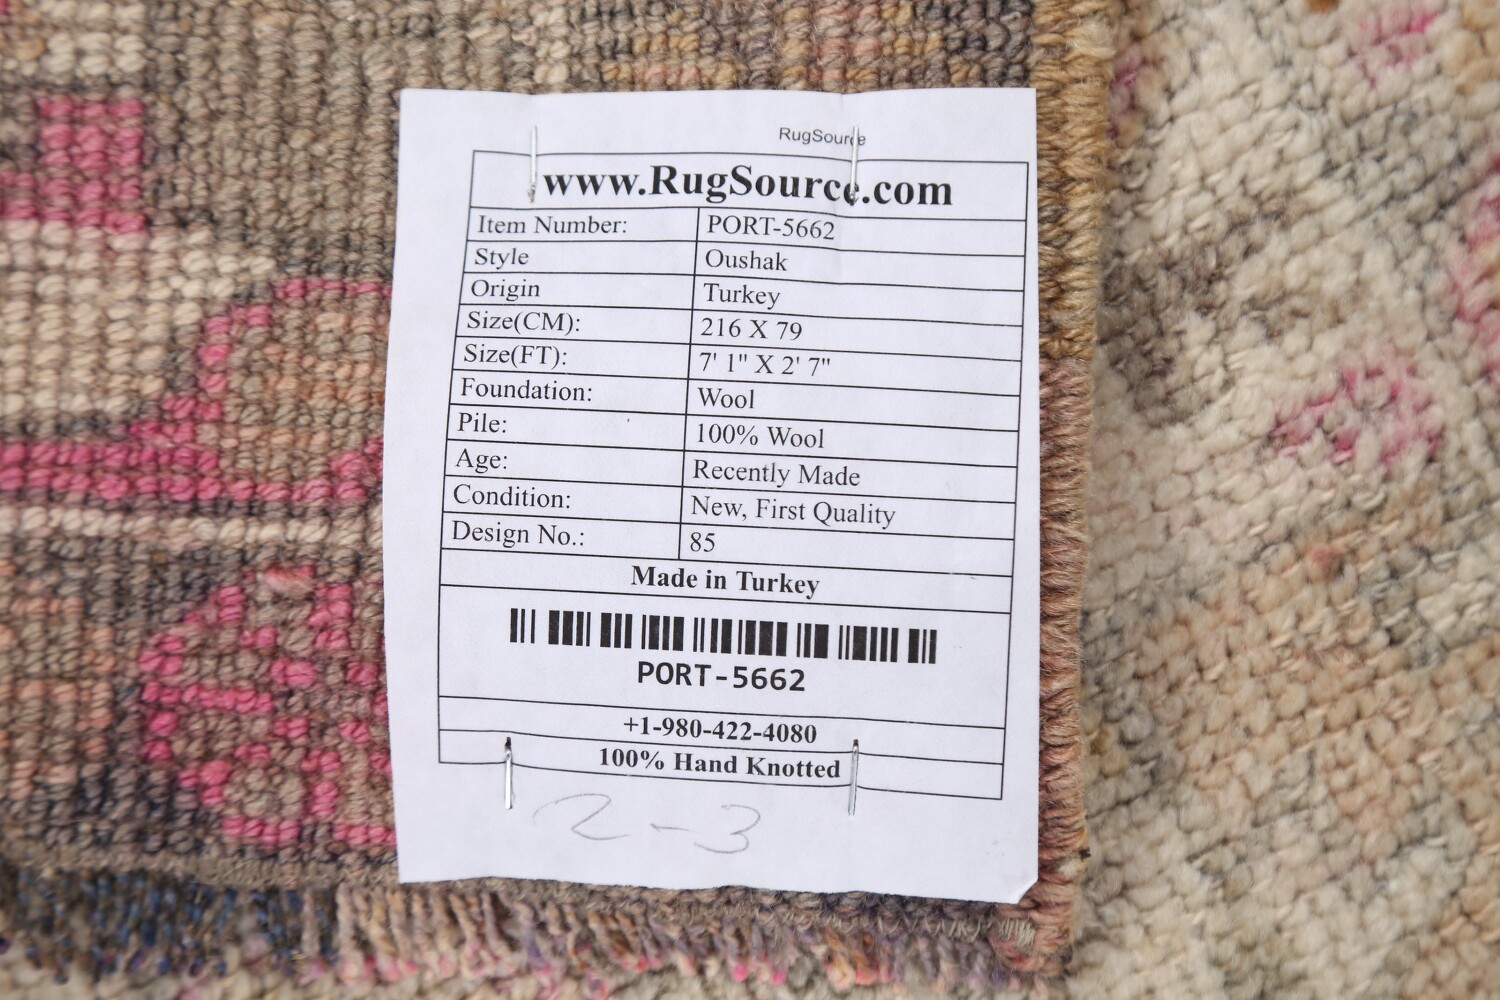 RugSource
www.RugSource.com
Item Number: PORT-5662
Style Oushak
Origin Turkey
Size(CM): 216 X 79
Size(FT): 7' 1" X 2' 7"
Foundation: Wool
Pile: 100% Wool
Age: Recently Made
Condition: New, First Quality
Design No.: 85
Made in Turkey
PORT-5662
+1-980-422-4080
100% Hand Knotted
2-3